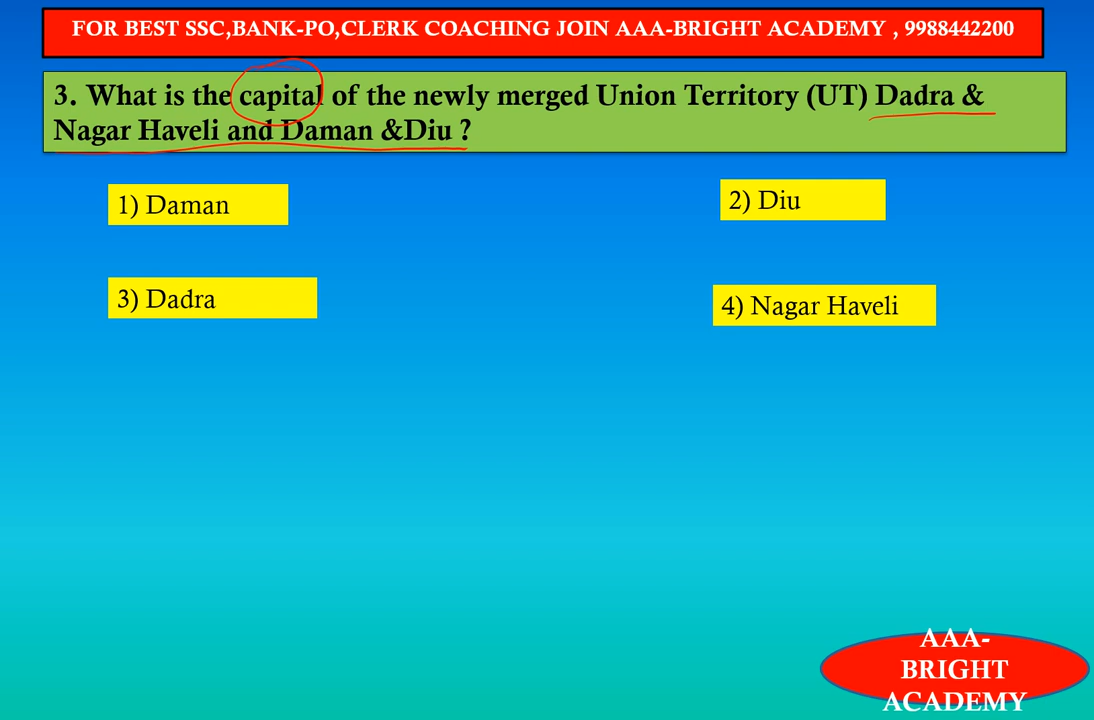 FOR BEST SSC,BANK-PO,CLERK COACHING JOIN AAA-BRIGHT ACADEMY , 9988442200
3. What is the capital of the newly merged Union Territory (UT) Dadra &
Nagar Haveli and Daman &Diu ?
1) Daman
2) Diu
3) Dadra
4) Nagar Haveli
AAA-
BRIGHT
ACADEMY